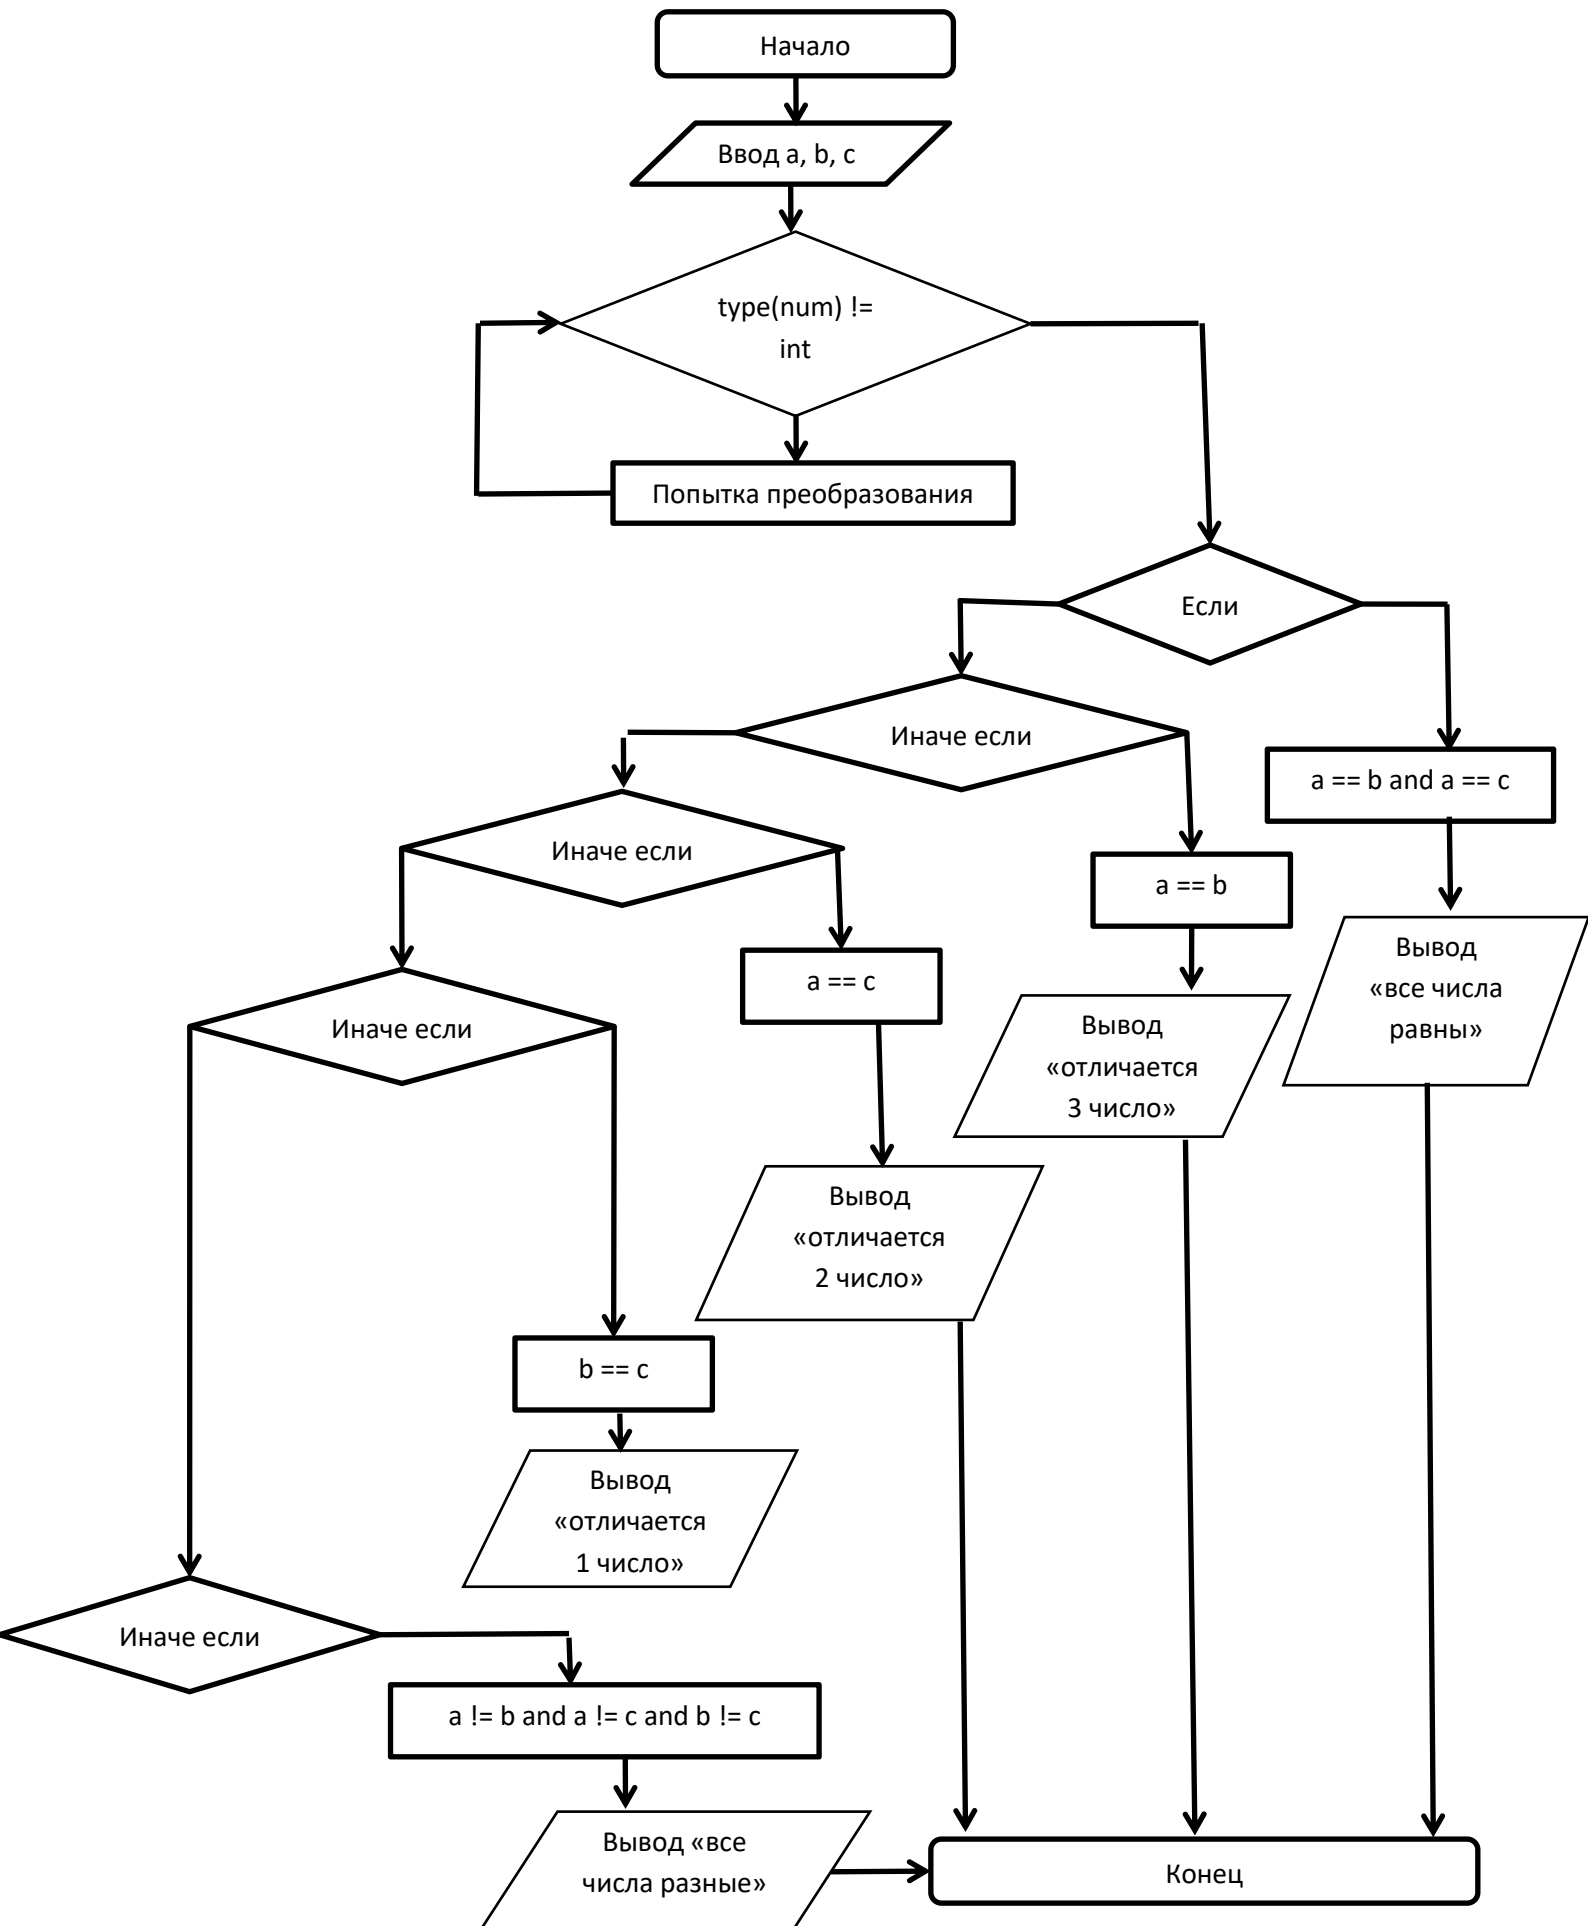 Начало
Ввод a, b, c
type(num) !=
int
Попытка преобразования
Если
Иначе если
a == b and a == c
Иначе если
a == b
Вывод
«все числа
равны»
a == c
Иначе если
Вывод
«отличается
3 число»
Вывод
«отличается
2 число»
b == c
Вывод
«отличается
1 число»
Иначе если
a != b and a != c and b != c
Вывод «все
числа разные»
Конец